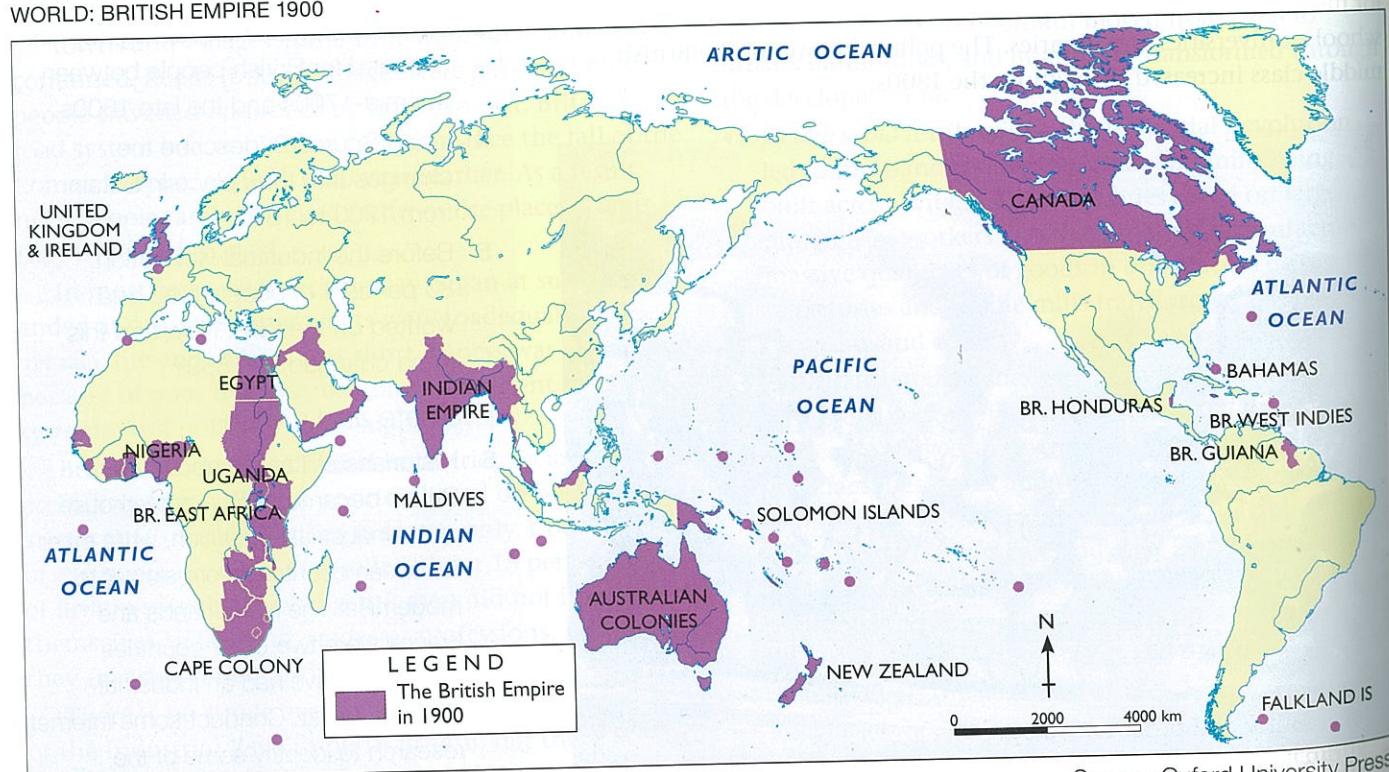 WORLD: BRITISH EMPIRE 1900
ARCTIC OCEAN
UNITED
KINGDOM
& IRELAND
CANADA
ATLANTIC
OCEAN
EGYPT
INDIAN
EMPIRE
PACIFIC
OCEAN
BAHAMAS
BR. HONDURAS
BR. WEST INDIES
NIGERIA
BR. GUIANA
UGANDA
MALDIVES
BR. EAST AFRICA
SOLOMON ISLANDS
ATLANTIC
OCEAN
INDIAN
OCEAN
AUSTRALIAN
COLONIES
N
CAPE COLONY
NEW ZEALAND
LEGEND
The British Empire
in 1900
FALKLAND IS
0 2000 4000 km
Oxford University Press